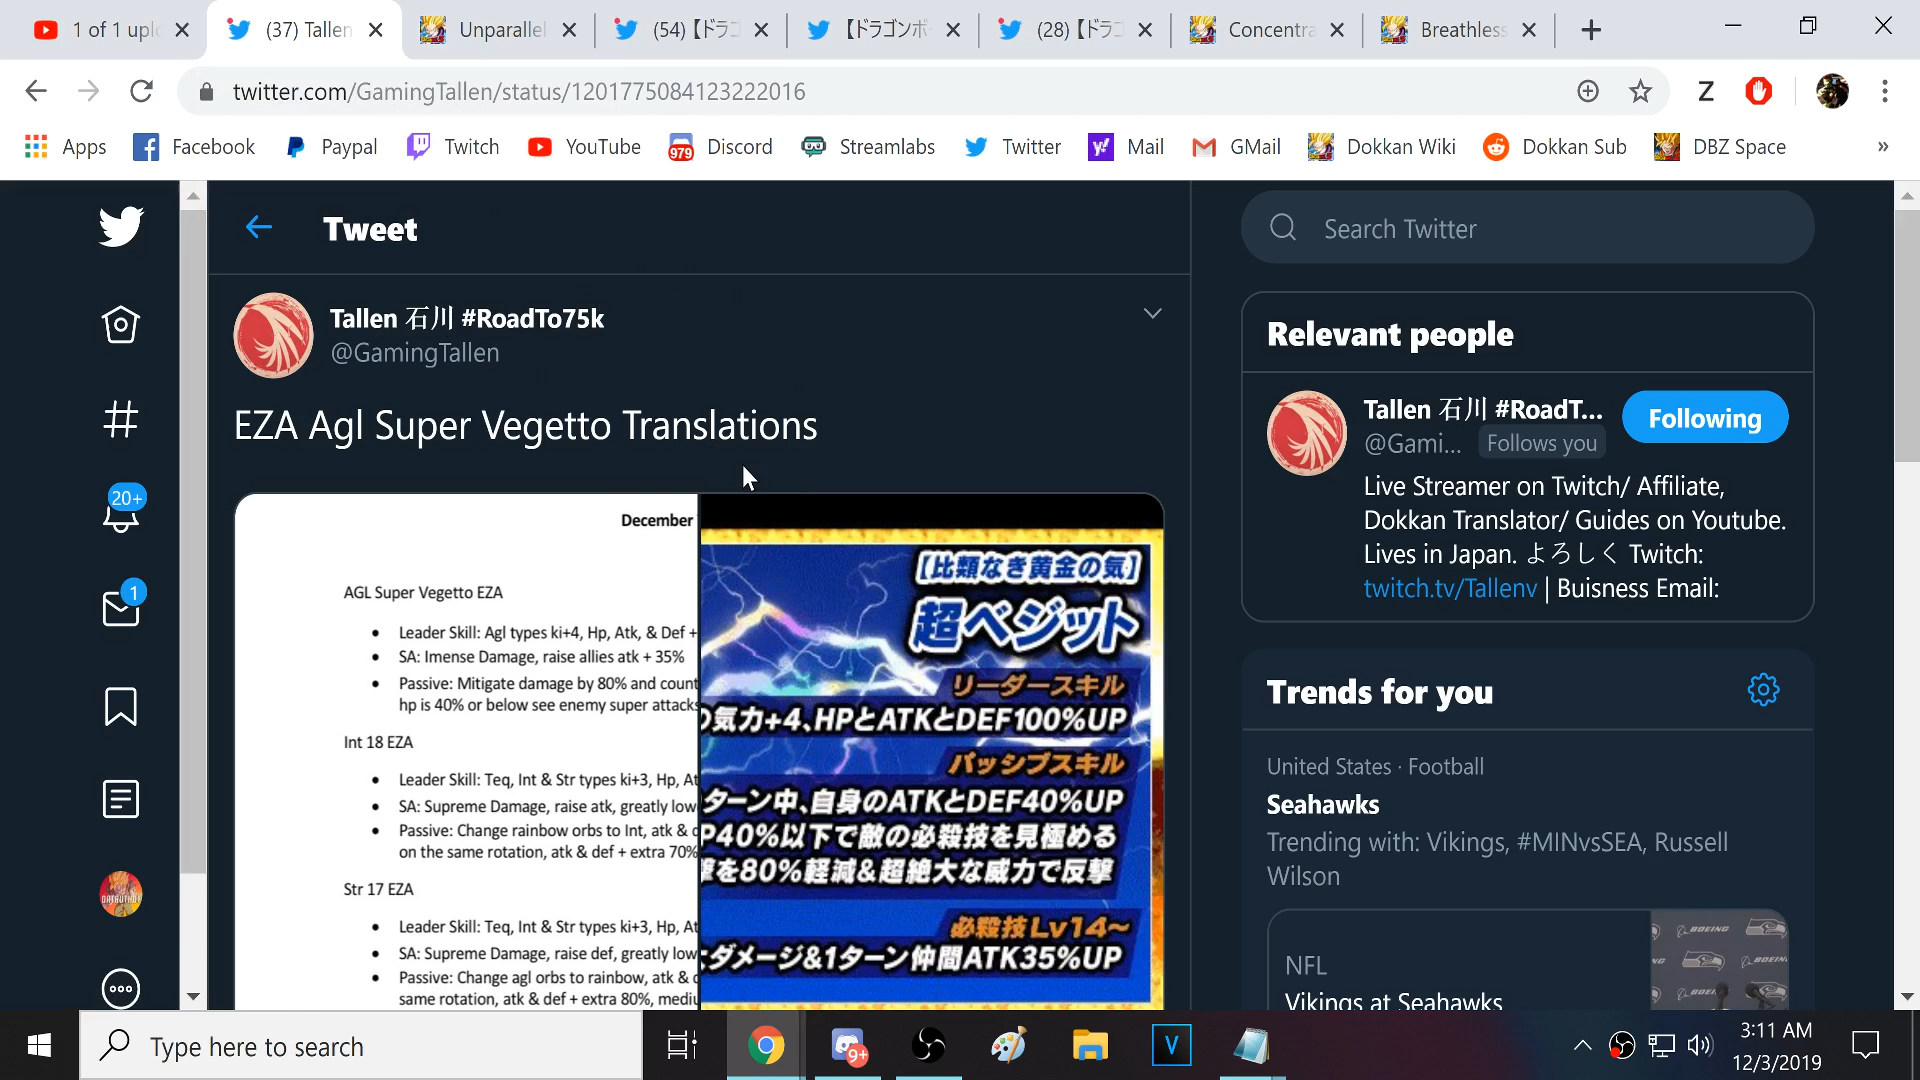 1 of 1 upl
(37) Tallen
Unparallel
(54)【ドラゴ
【ドラゴンボ
(28)【ドラゴ
Concentra
Breathless
twitter.com/GamingTallen/status/1201775084123222016
Z
Apps
Facebook
Paypal
Twitch
YouTube
979
Discord
Streamlabs
Twitter
Mail
GMail
Dokkan Wiki
Dokkan Sub
DBZ Space
»
Tweet
Search Twitter
Tallen 石川 #RoadTo75k
@GamingTallen
EZA Agl Super Vegetto Translations
20+
1
December
AGL Super Vegetto EZA
• Leader Skill: Agl types ki+4, Hp, Atk, & Def +
• SA: Imense Damage, raise allies atk + 35%
• Passive: Mitigate damage by 80% and count
hp is 40% or below see enemy super attacks
Int 18 EZA
• Leader Skill: Teq, Int & Str types ki+3, Hp, At
• SA: Supreme Damage, raise atk, greatly low
• Passive: Change rainbow orbs to Int, atk & d
on the same rotation, atk & def + extra 70%
Str 17 EZA
• Leader Skill: Teq, Int & Str types ki+3, Hp, At
• SA: Supreme Damage, raise def, greatly low
• Passive: Change agl orbs to rainbow, atk & d
same rotation, atk & def + extra 80%, mediu
【比類なき黄金の気】
超ベジット
リーダースキル
の気力+4、HPとATKとDEF100%UP
パッシブスキル
ターン中、自身のATKとDEF40%UP
P40%以下で敵の必殺技を見極める
撃を80%軽減&超絶大な威力で反撃
必殺技Lv14~
ダメージ&1ターン仲間ATK35%UP
Relevant people
Tallen 石川 #RoadT...
@Gami...
Follows you
Following
Live Streamer on Twitch/ Affiliate,
Dokkan Translator/ Guides on Youtube.
Lives in Japan. よろしく Twitch:
twitch.tv/Tallenv | Buisness Email:
Trends for you
United States · Football
Seahawks
Trending with: Vikings, #MINvsSEA, Russell
Wilson
NFL
Vikings at Seahawks
BOEING
Type here to search
9+
V
3:11 AM
12/3/2019